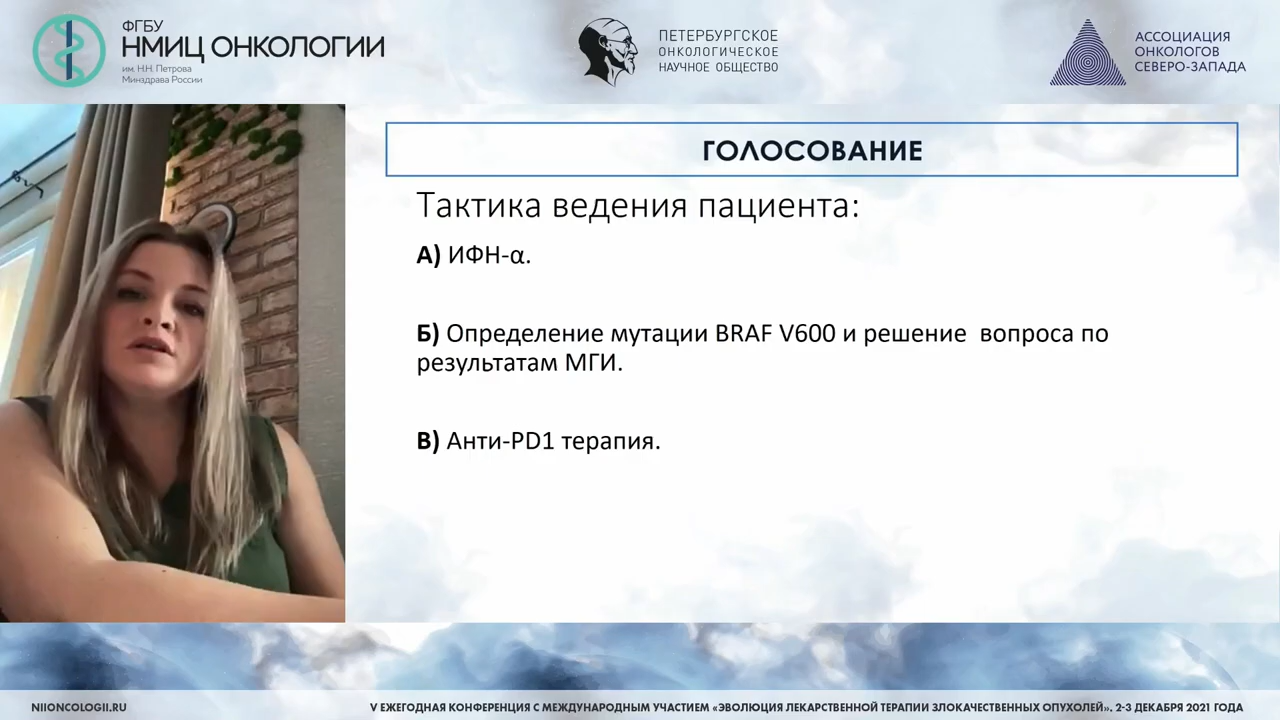 ФГБУ
НМИЦ ОНКОЛОГИИ
им. Н.Н. Петрова
Минздрава России
ПЕТЕРБУРГСКОЕ
ОНКОЛОГИЧЕСКОЕ
НАУЧНОЕ ОБЩЕСТВО
АССОЦИАЦИЯ
ОНКОЛОГОВ
СЕВЕРО-ЗАПАДА
ГОЛОСОВАНИЕ
Тактика ведения пациента:
А) ИФН-α.
Б) Определение мутации BRAF V600 и решение  вопроса по
результатам МГИ.
В) Анти-PD1 терапия.
NIIONCOLOGII.RU
V ЕЖЕГОДНАЯ КОНФЕРЕНЦИЯ С МЕЖДУНАРОДНЫМ УЧАСТИЕМ «ЭВОЛЮЦИЯ ЛЕКАРСТВЕННОЙ ТЕРАПИИ ЗЛОКАЧЕСТВЕННЫХ ОПУХОЛЕЙ». 2-3 ДЕКАБРЯ 2021 ГОДА